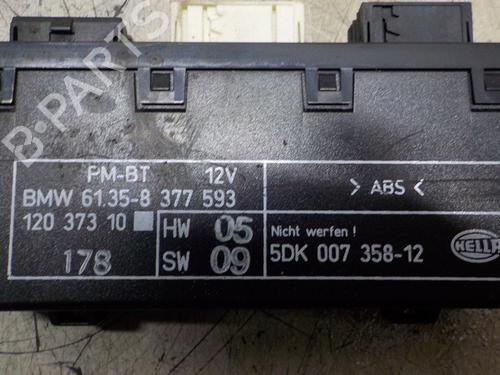 PM-BT 12V
BMW 61.35-8 377 593
120 373 10 HW 05
178 SW 09
> ABS <
Nicht werfen !
5DK 007 358-12
HELLA
B-PARTS